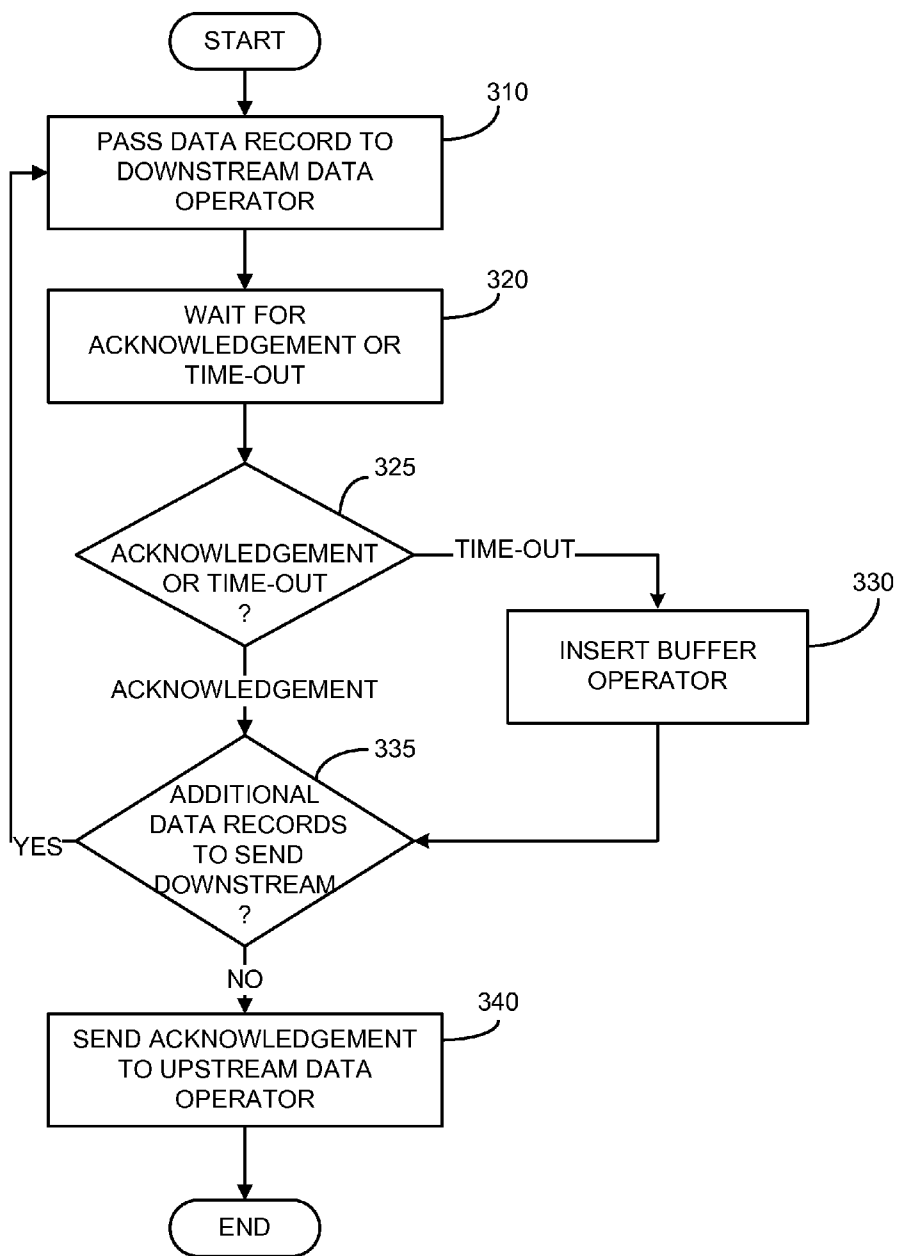 START
310
PASS DATA RECORD TO
DOWNSTREAM DATA
OPERATOR
320
WAIT FOR
ACKNOWLEDGEMENT OR
TIME-OUT
325
ACKNOWLEDGEMENT
OR TIME-OUT
?
TIME-OUT
330
INSERT BUFFER
OPERATOR
ACKNOWLEDGEMENT
335
ADDITIONAL
DATA RECORDS
TO SEND
DOWNSTREAM
?
YES
NO
340
SEND ACKNOWLEDGEMENT
TO UPSTREAM DATA
OPERATOR
END